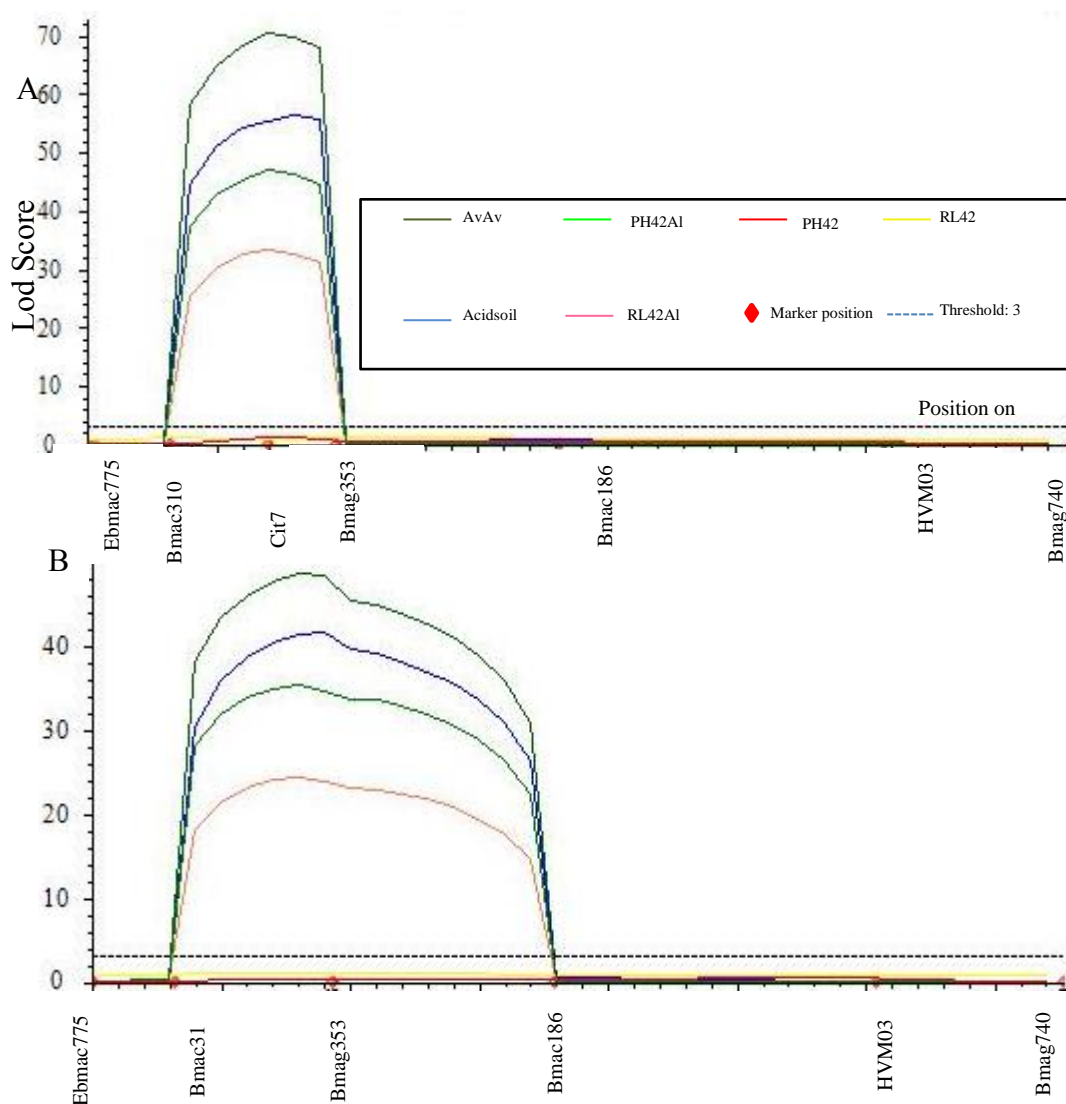 A
70
60
50
40
30
20
10
0
Lod Score
AvAv
PH42Al
PH42
RL42
Acidsoil
RL42Al
Marker position
Threshold: 3
Position on
Ebmac775
Bmac310
Cit7
Bmag353
Bmac186
HVM03
Bmag740
B
40
30
20
10
0
Ebmac775
Bmac31
Bmag353
Bmac186
HVM03
Bmag740